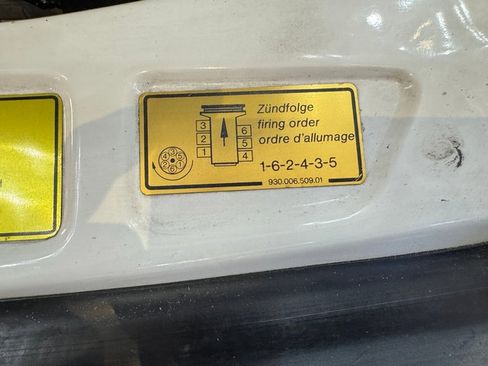 Zündfolge
firing order
ordre d'allumage
3 6
2 5
1 4
1-6-2-4-3-5
930.006.509.01